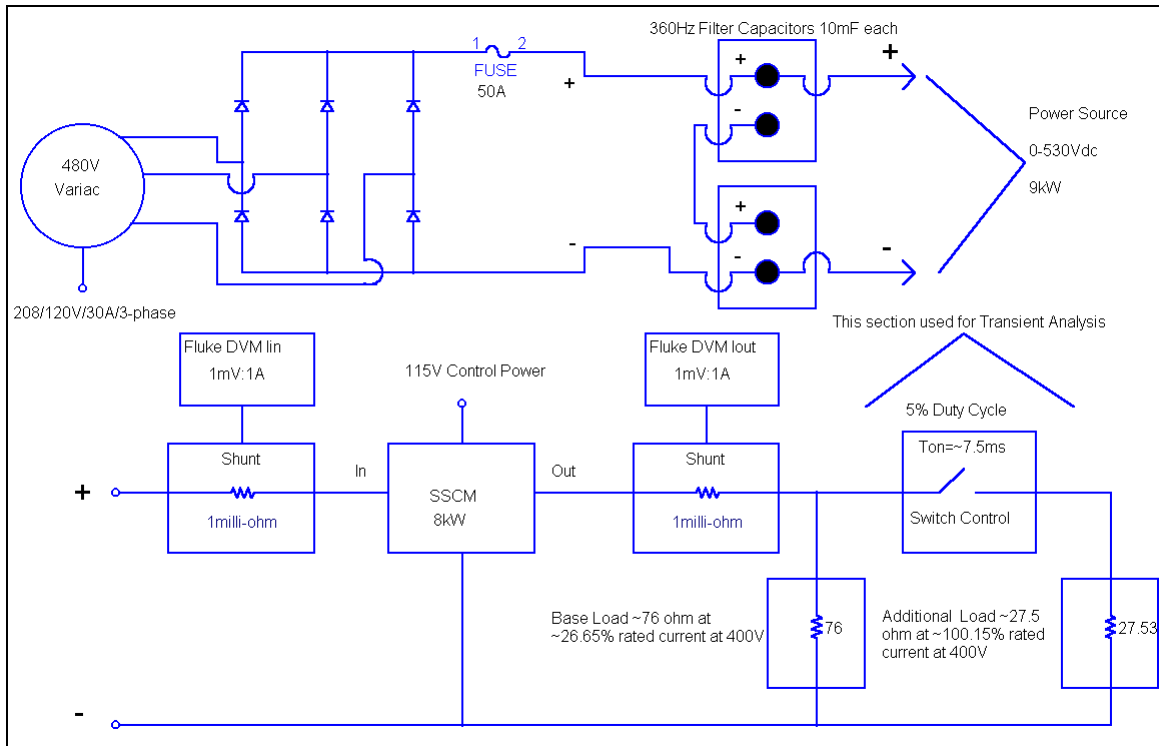 360Hz Filter Capacitors 10mF each
1 2
FUSE
50A
+
+
-
+
-
+
-
+
-
Power Source
0-530Vdc
9kW
480V
Variac
208/120V/30A/3-phase
This section used for Transient Analysis
Fluke DVM Iin
1mV:1A
115V Control Power
Fluke DVM Iout
1mV:1A
5% Duty Cycle
Ton=~7.5ms
Switch Control
+
Shunt
1milli-ohm
In
SSCM
8kW
Out
Shunt
1milli-ohm
Base Load ~76 ohm at
~26.65% rated current at 400V
76
Additional Load ~27.5
ohm at ~100.15% rated
current at 400V
27.53
-